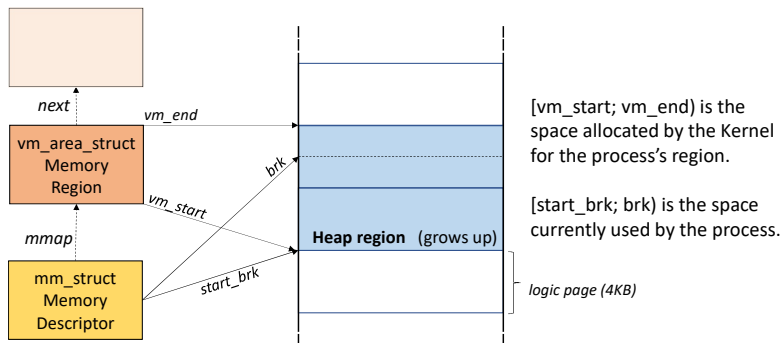 next
vm_end
vm_area_struct
Memory
Region
brk
vm_start
mmap
Heap region (grows up)
mm_struct
Memory
Descriptor
start_brk
logic page (4KB)
[vm_start; vm_end) is the
space allocated by the Kernel
for the process's region.
[start_brk; brk) is the space
currently used by the process.